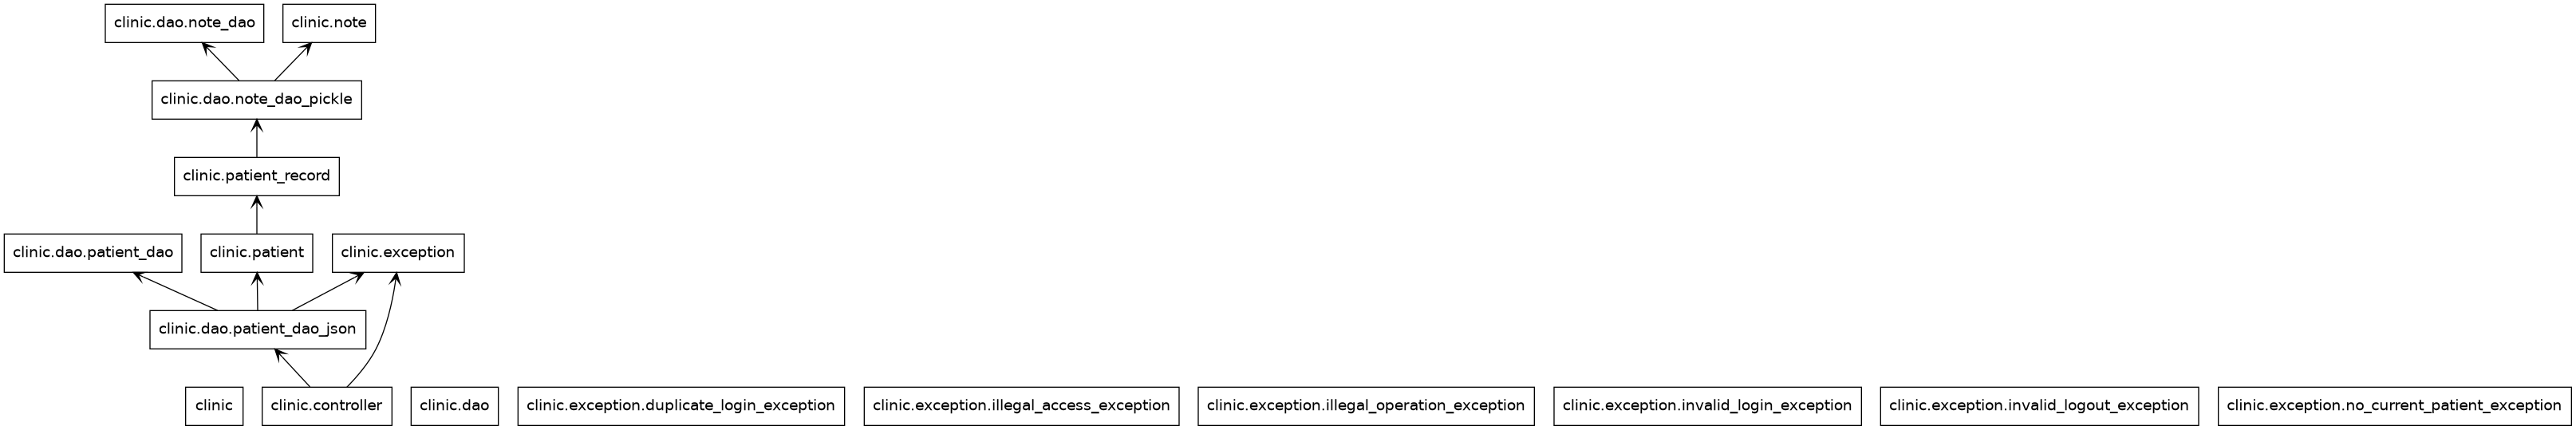 clinic.dao.note_dao
clinic.note
clinic.dao.note_dao_pickle
clinic.patient_record
clinic.dao.patient_dao
clinic.patient
clinic.exception
clinic.dao.patient_dao_json
clinic
clinic.controller
clinic.dao
clinic.exception.duplicate_login_exception
clinic.exception.illegal_access_exception
clinic.exception.illegal_operation_exception
clinic.exception.invalid_login_exception
clinic.exception.invalid_logout_exception
clinic.exception.no_current_patient_exception